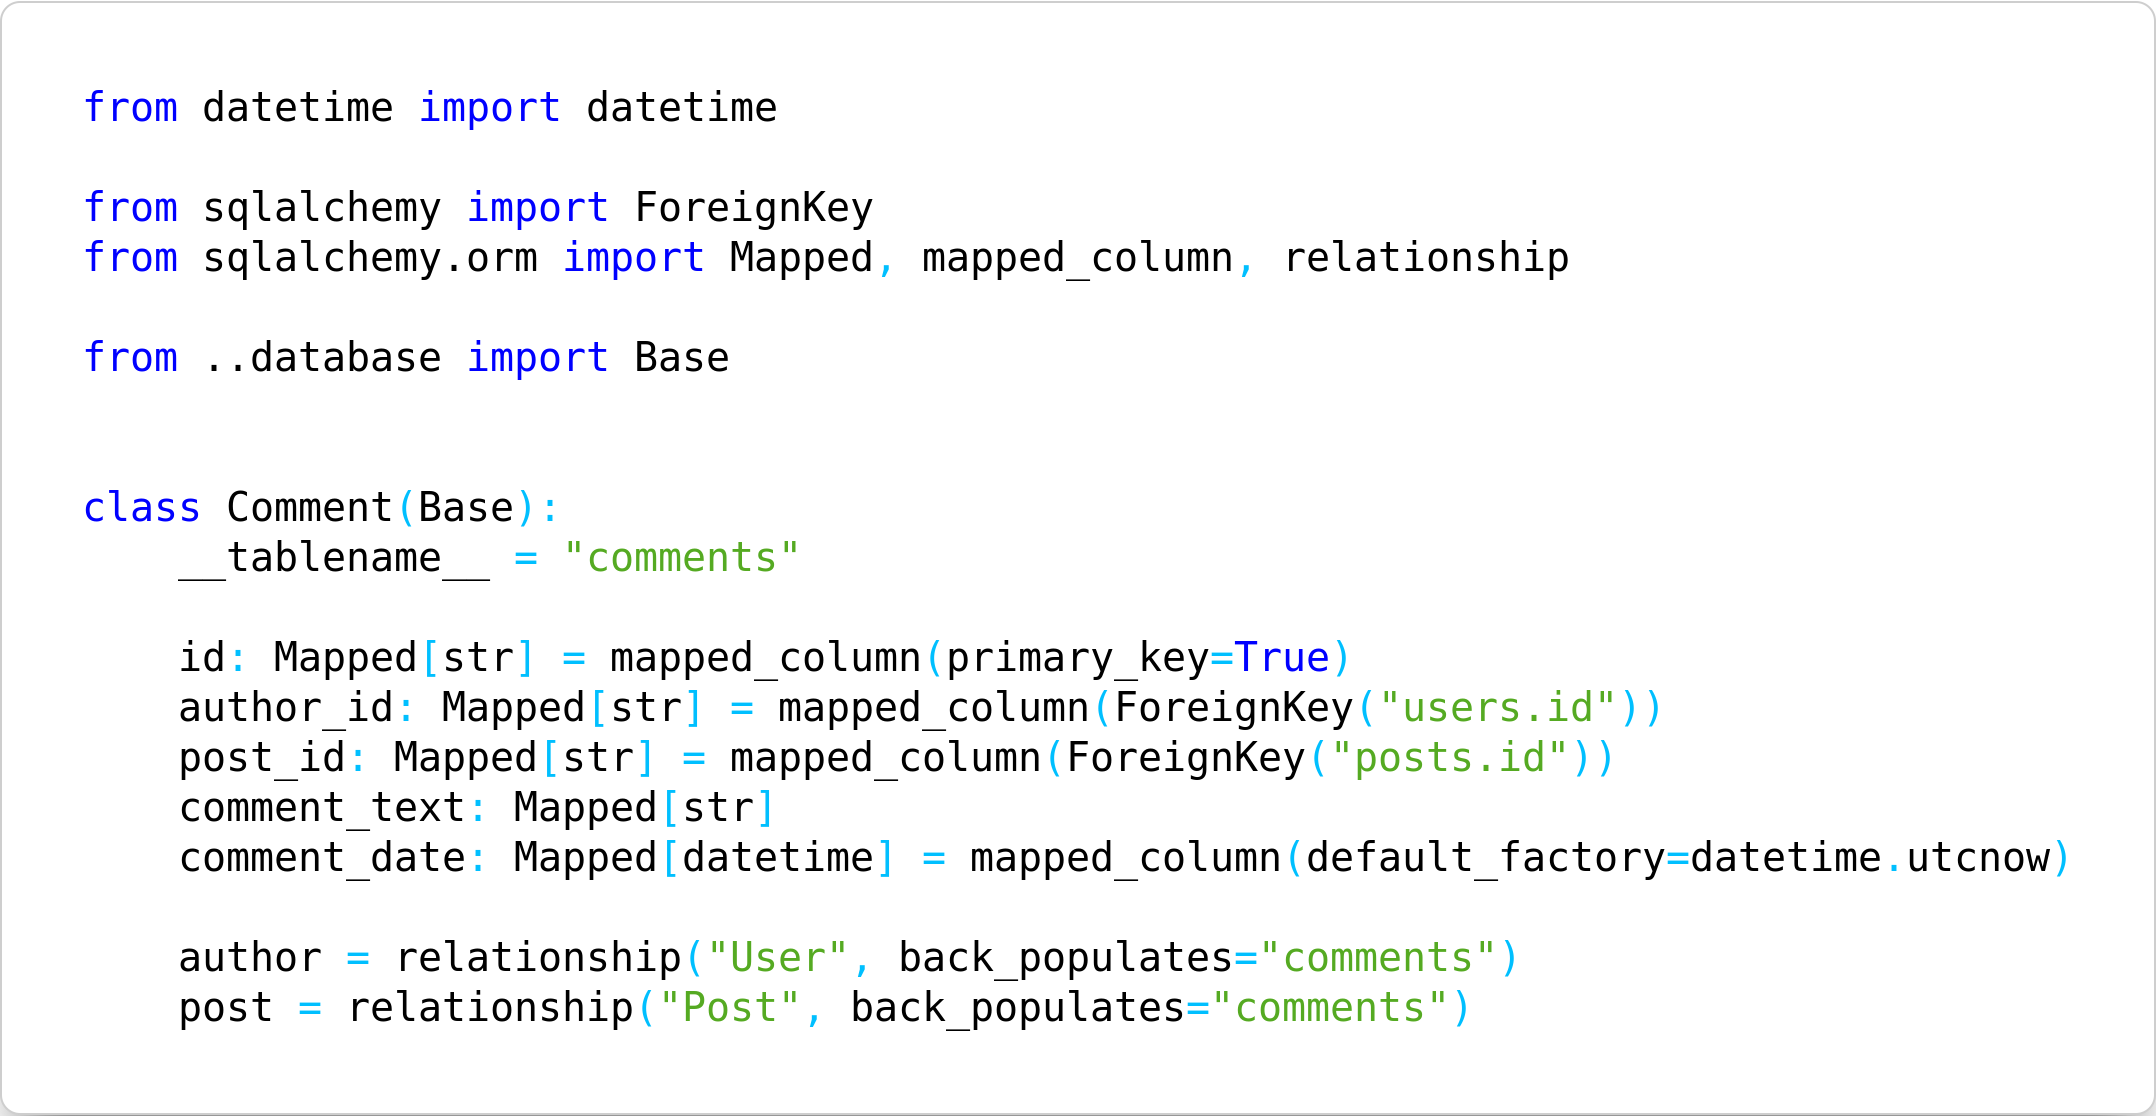 from datetime import datetime

from sqlalchemy import ForeignKey
from sqlalchemy.orm import Mapped, mapped_column, relationship

from ..database import Base


class Comment(Base):
    __tablename__ = "comments"

    id: Mapped[str] = mapped_column(primary_key=True)
    author_id: Mapped[str] = mapped_column(ForeignKey("users.id"))
    post_id: Mapped[str] = mapped_column(ForeignKey("posts.id"))
    comment_text: Mapped[str]
    comment_date: Mapped[datetime] = mapped_column(default_factory=datetime.utcnow)

    author = relationship("User", back_populates="comments")
    post = relationship("Post", back_populates="comments")